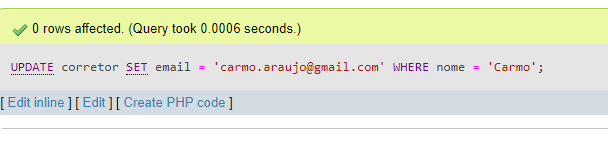 0 rows affected. (Query took 0.0006 seconds.)
UPDATE corretor SET email = 'carmo.araujo@gmail.com' WHERE nome = 'Carmo';
[ Edit inline ] [ Edit ] [ Create PHP code ]